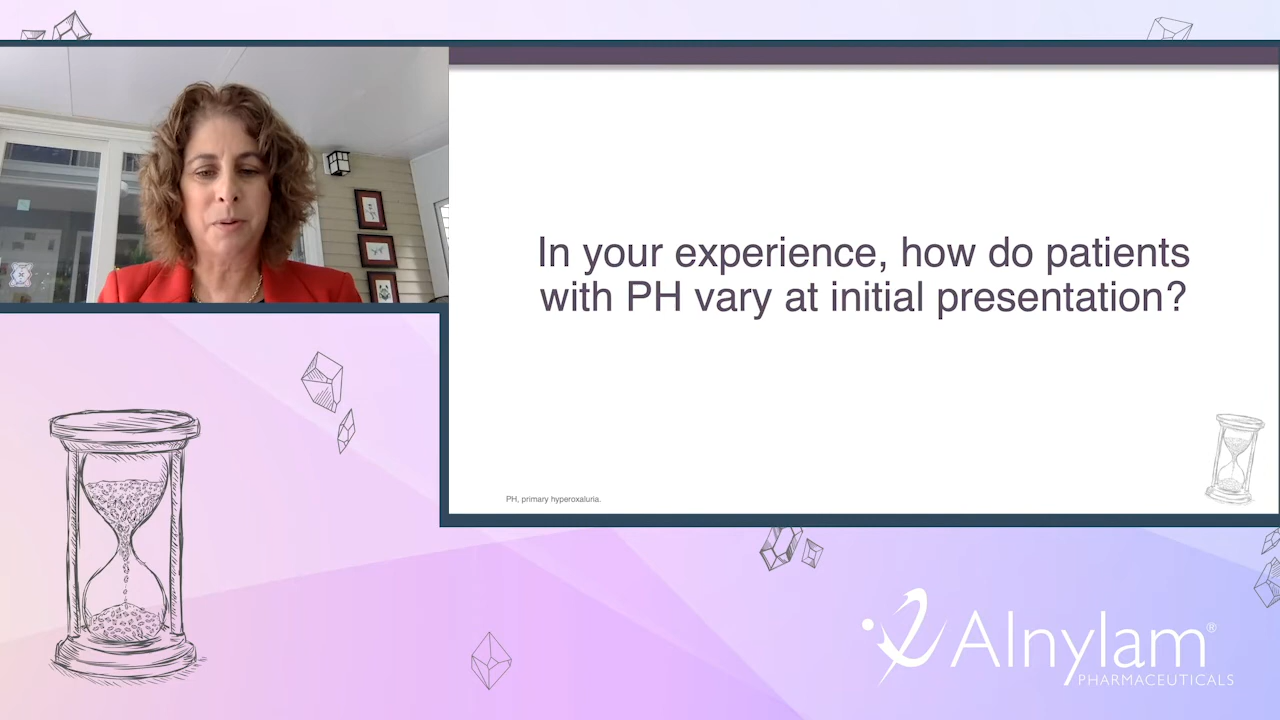 In your experience, how do patients
with PH vary at initial presentation?
PH, primary hyperoxaluria.
Alnylam®
PHARMACEUTICALS